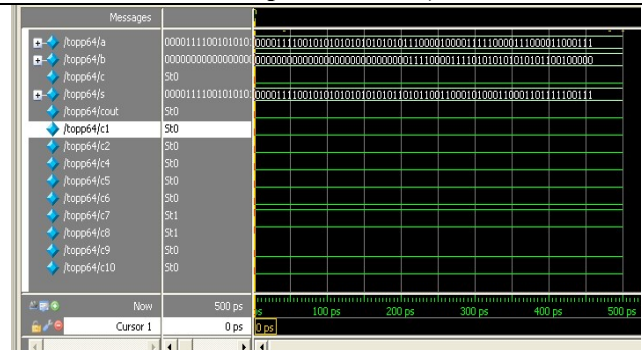 Messages
/topp64/a 0000111100101010
/topp64/b 0000000000000000
/topp64/c St0
/topp64/s 0000111100101010
/topp64/cout St0
/topp64/c1 St0
/topp64/c2 St0
/topp64/c4 St0
/topp64/c5 St0
/topp64/c6 St0
/topp64/c7 St1
/topp64/c8 St1
/topp64/c9 St0
/topp64/c10 St0
Now 500 ps ps 100 ps 200 ps 300 ps 400 ps 500 ps
Cursor 1 0 ps 0 ps